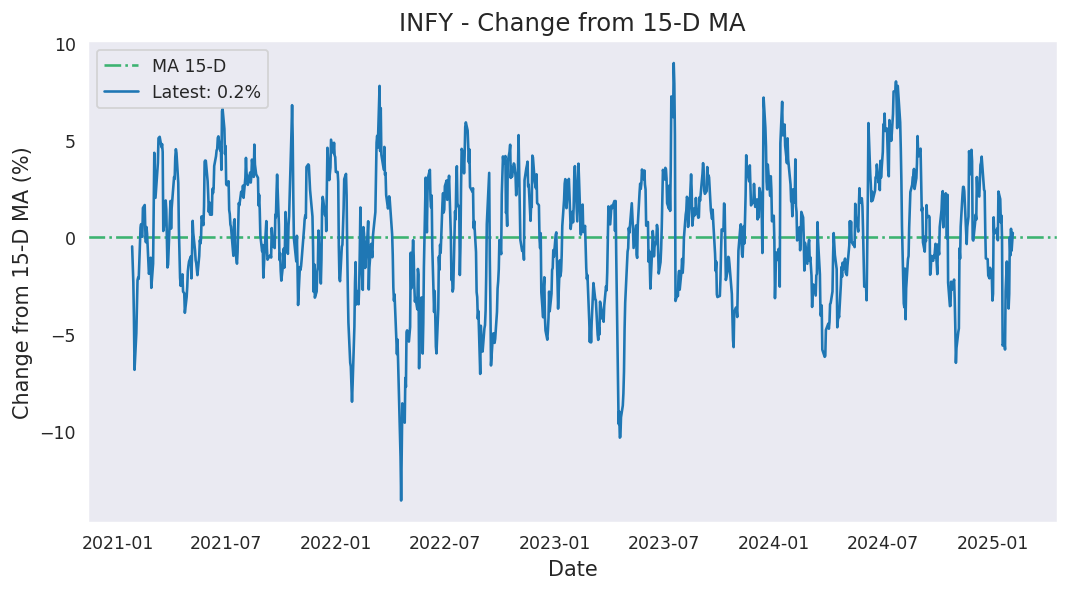 INFY - Change from 15-D MA
MA 15-D
Latest: 0.2%
Change from 15-D MA (%)
10
5
0
−5
−10
2021-01 2021-07 2022-01 2022-07 2023-01 2023-07 2024-01 2024-07 2025-01
Date